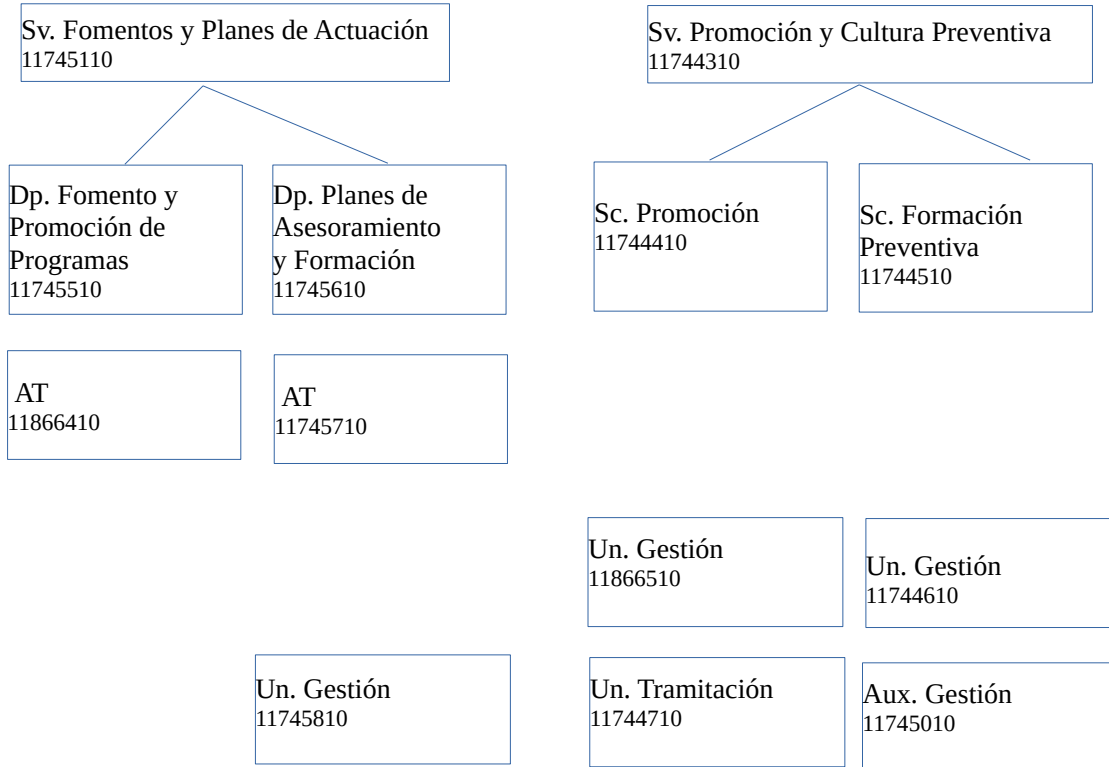 Sv. Fomentos y Planes de Actuación
11745110
Sv. Promoción y Cultura Preventiva
11744310
Dp. Fomento y
Promoción de
Programas
11745510
Dp. Planes de
Asesoramiento
y Formación
11745610
Sc. Promoción
11744410
Sc. Formación
Preventiva
11744510
AT
11866410
AT
11745710
Un. Gestión
11866510
Un. Gestión
11744610
Un. Gestión
11745810
Un. Tramitación
11744710
Aux. Gestión
11745010